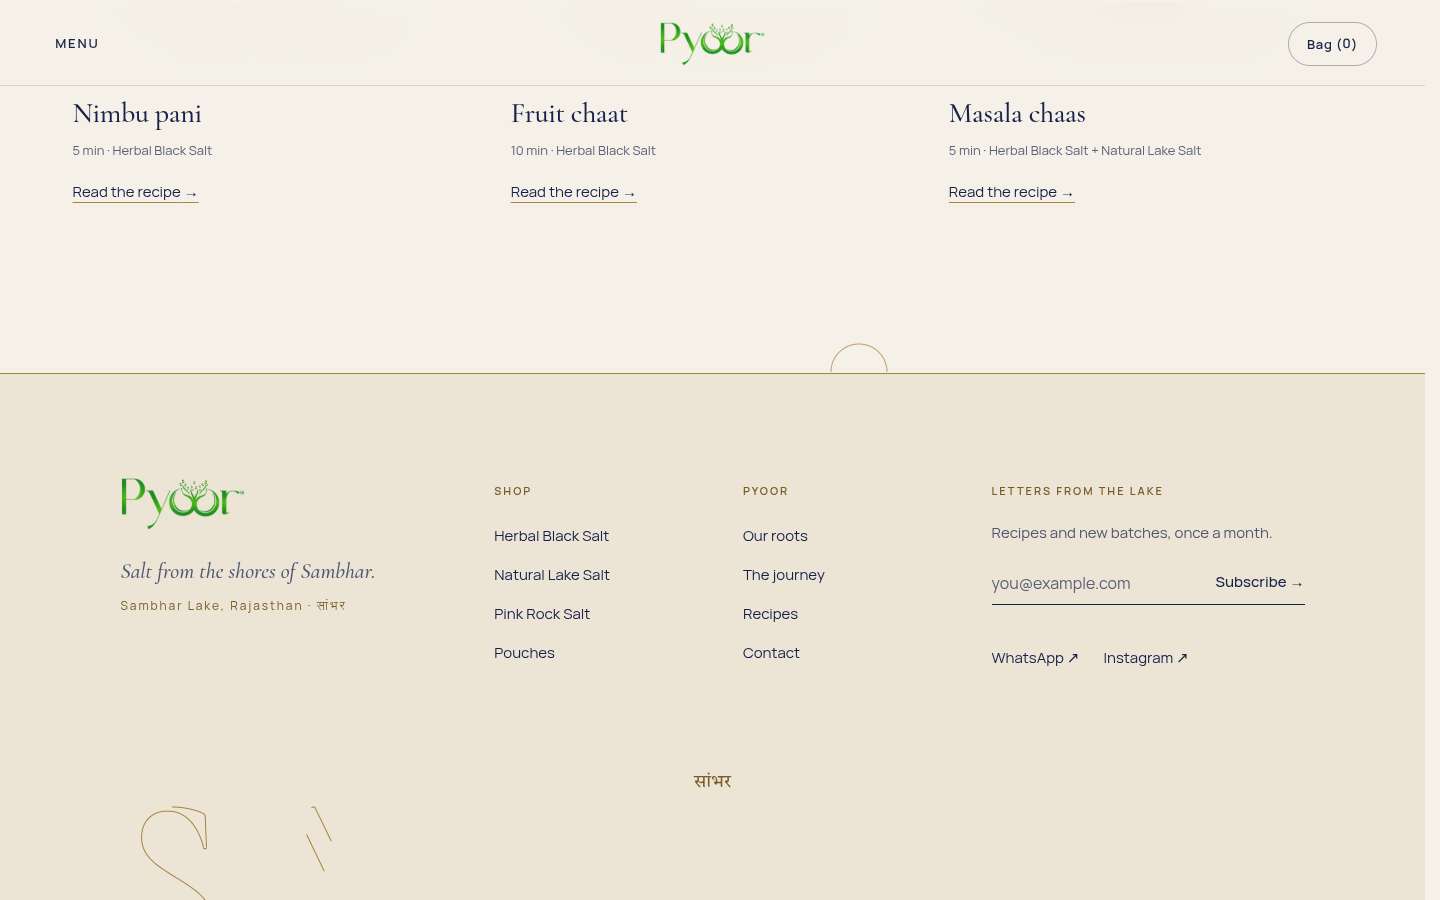 MENU
Pyoor
Bag (0)
Nimbu pani
Fruit chaat
Masala chaas
5 min · Herbal Black Salt
10 min · Herbal Black Salt
5 min · Herbal Black Salt + Natural Lake Salt
Read the recipe →
Read the recipe →
Read the recipe →
Pyoor
Salt from the shores of Sambhar.
Sambhar Lake, Rajasthan · सांभर
SHOP
Herbal Black Salt
Natural Lake Salt
Pink Rock Salt
Pouches
PYOOR
Our roots
The journey
Recipes
Contact
LETTERS FROM THE LAKE
Recipes and new batches, once a month.
you@example.com
Subscribe →
WhatsApp ↗
Instagram ↗
सांभर
S